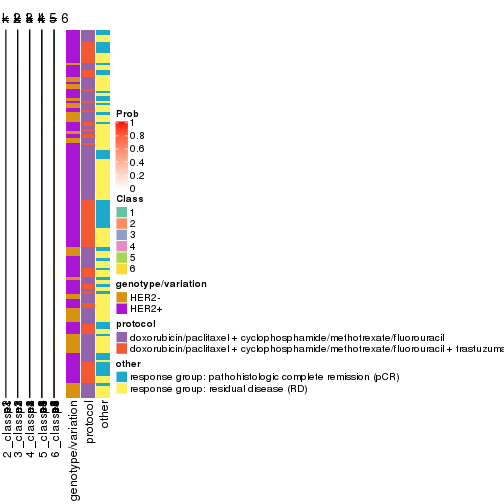 Prob
1
0.8
0.6
0.4
0.2
0
Class
1
2
3
4
5
6
genotype/variation
HER2-
HER2+
protocol
doxorubicin/paclitaxel + cyclophosphamide/methotrexate/fluorouracil
doxorubicin/paclitaxel + cyclophosphamide/methotrexate/fluorouracil + trastuzuma
other
response group: pathohistologic complete remission (pCR)
response group: residual disease (RD)
genotype/variation
protocol
other